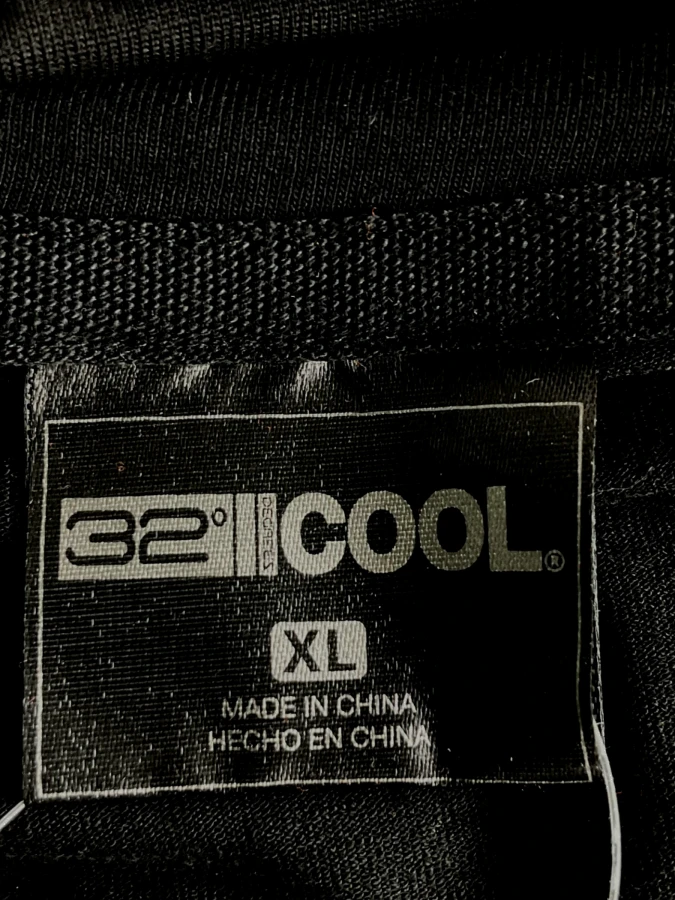 32° DEGREES COOL®
XL
MADE IN CHINA
HECHO EN CHINA